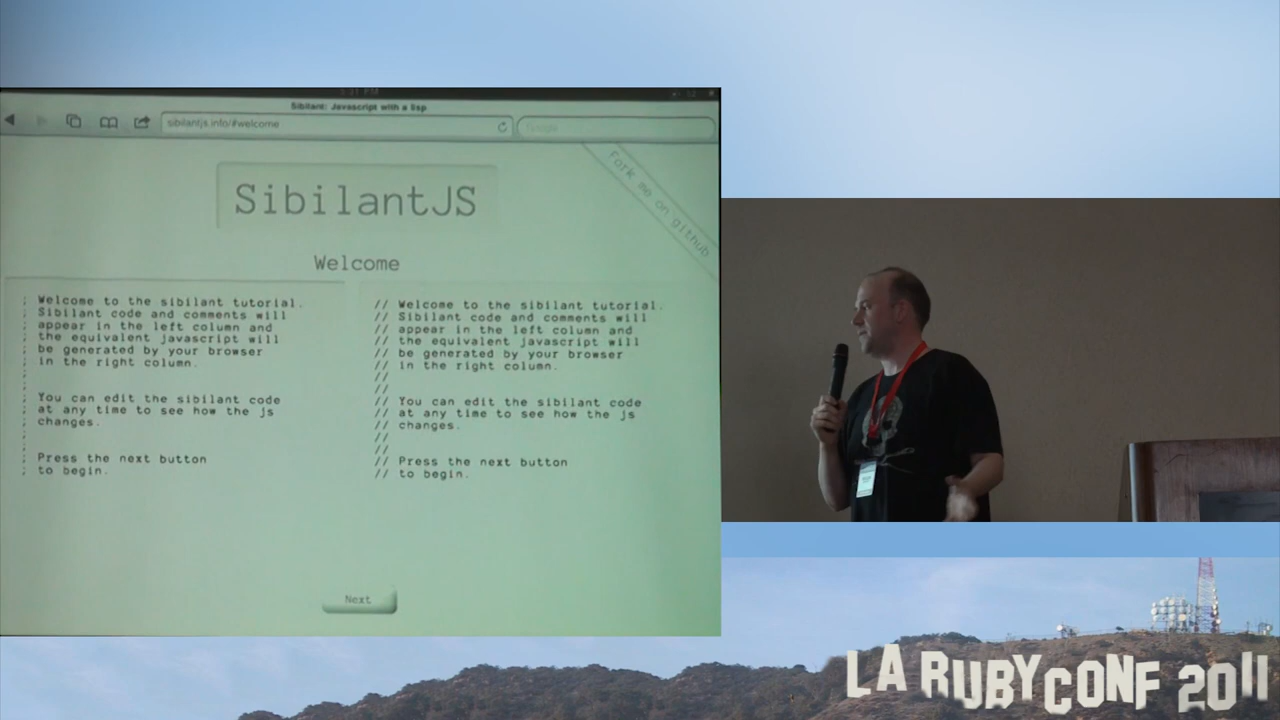 5:31 PM
Sibilant: Javascript with a lisp
sibilantjs.info/#welcome
Google
Fork me on github
SibilantJS
Welcome
; Welcome to the sibilant tutorial.
; Sibilant code and comments will
; appear in the left column and
; the equivalent javascript will
; be generated by your browser
; in the right column.
;
;
; You can edit the sibilant code
; at any time to see how the js
; changes.
;
;
; Press the next button
; to begin.
// Welcome to the sibilant tutorial.
// Sibilant code and comments will
// appear in the left column and
// the equivalent javascript will
// be generated by your browser
// in the right column.
//
//
// You can edit the sibilant code
// at any time to see how the js
// changes.
//
//
// Press the next button
// to begin.
Next
LA RUBYCONF 2011